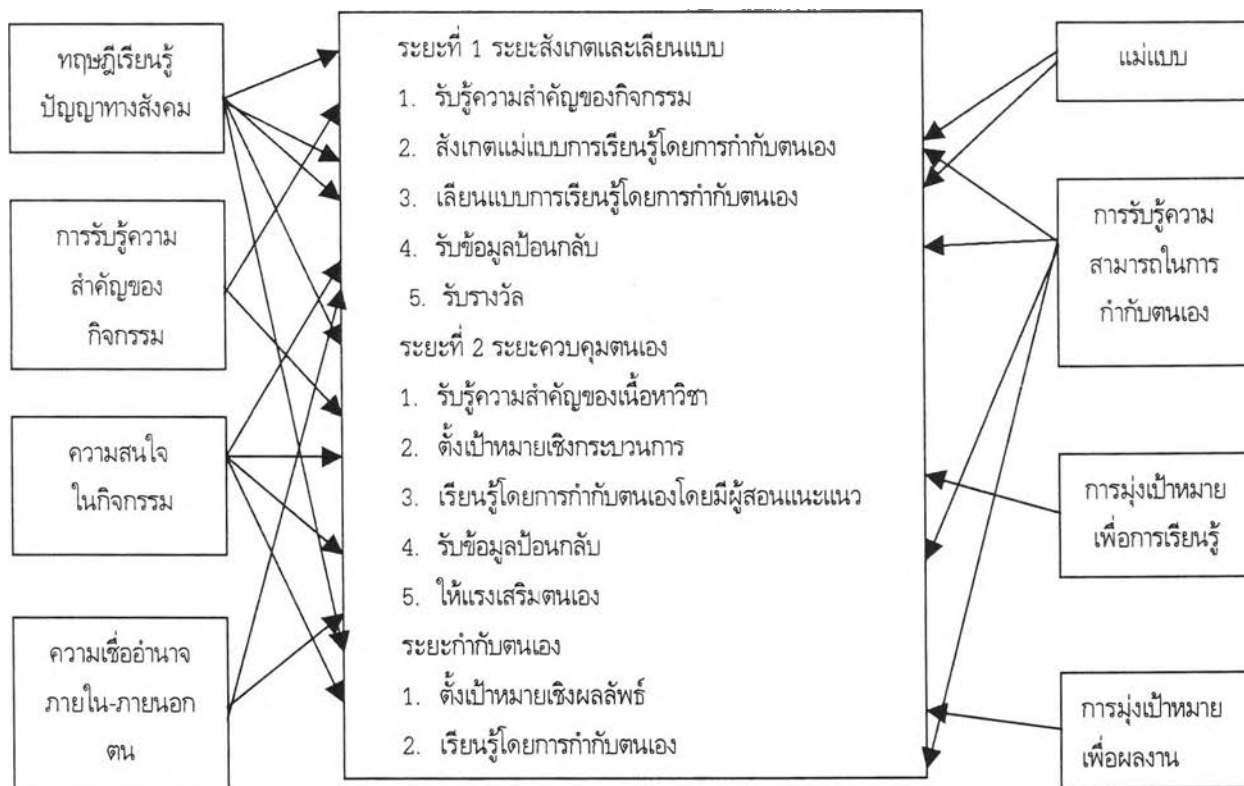 ทฤษฎีเรียนรู้
ปัญญาทางสังคม
การรับรู้ความ
สำคัญของ
กิจกรรม
ความสนใจ
ในกิจกรรม
ความเชื่ออำนาจ
ภายใน-ภายนอก
ตน
ระยะที่ 1 ระยะสังเกตและเลียนแบบ
1. รับรู้ความสำคัญของกิจกรรม
2. สังเกตแม่แบบการเรียนรู้โดยการกำกับตนเอง
3. เลียนแบบการเรียนรู้โดยการกำกับตนเอง
4. รับข้อมูลป้อนกลับ
5. รับรางวัล
ระยะที่ 2 ระยะควบคุมตนเอง
1. รับรู้ความสำคัญของเนื้อหาวิชา
2. ตั้งเป้าหมายเชิงกระบวนการ
3. เรียนรู้โดยการกำกับตนเองโดยมีผู้สอนแนะแนว
4. รับข้อมูลป้อนกลับ
5. ให้แรงเสริมตนเอง
ระยะกำกับตนเอง
1. ตั้งเป้าหมายเชิงผลลัพธ์
2. เรียนรู้โดยการกำกับตนเอง
แม่แบบ
การรับรู้ความ
สามารถในการ
กำกับตนเอง
การมุ่งเป้าหมาย
เพื่อการเรียนรู้
การมุ่งเป้าหมาย
เพื่อผลงาน